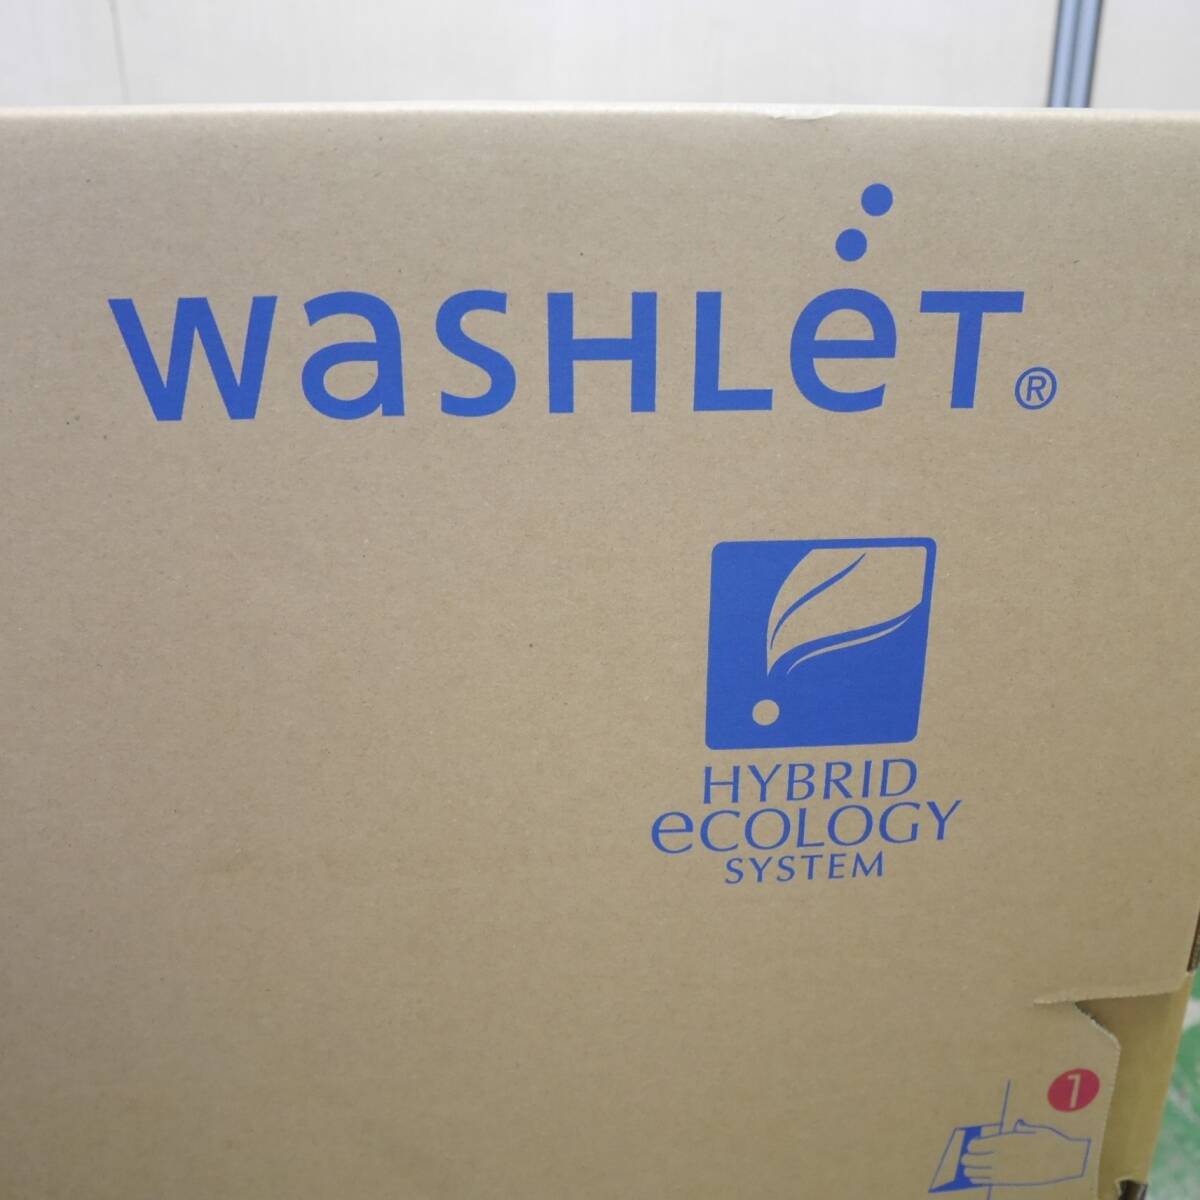 WaSHLeT®
HYBRID
eCOLOGY
SYSTEM
1